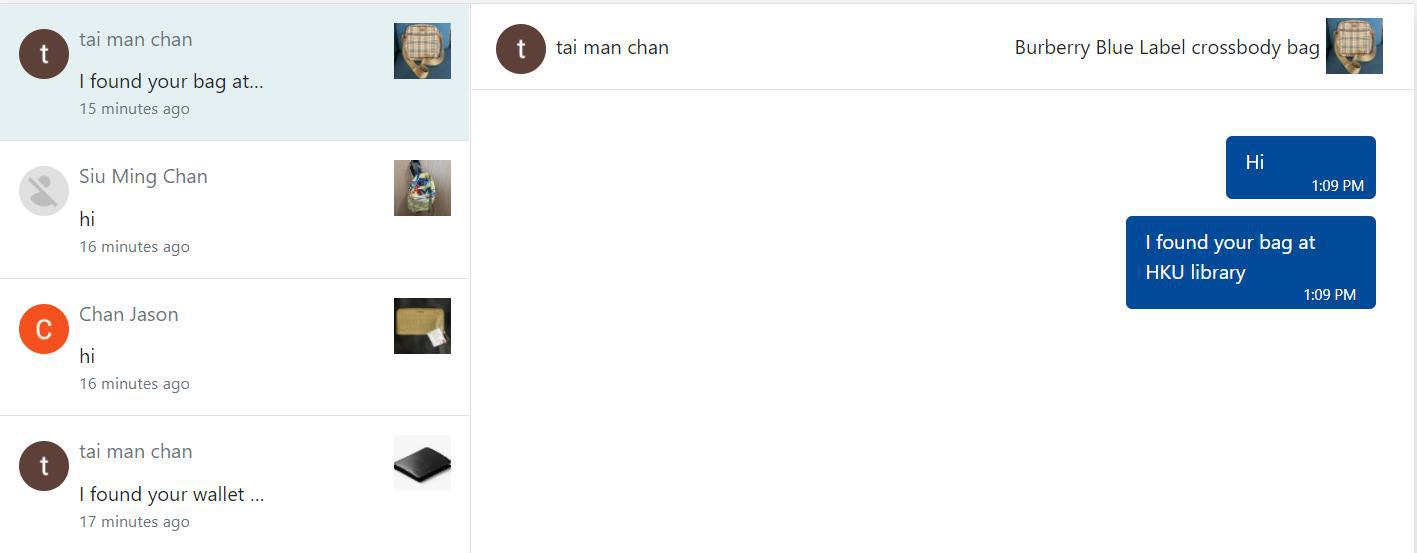 t
tai man chan
I found your bag at...
15 minutes ago
Siu Ming Chan
hi
16 minutes ago
C
Chan Jason
hi
16 minutes ago
t
tai man chan
I found your wallet ...
17 minutes ago
t
tai man chan
Burberry Blue Label crossbody bag
Hi
1:09 PM
I found your bag at
HKU library
1:09 PM